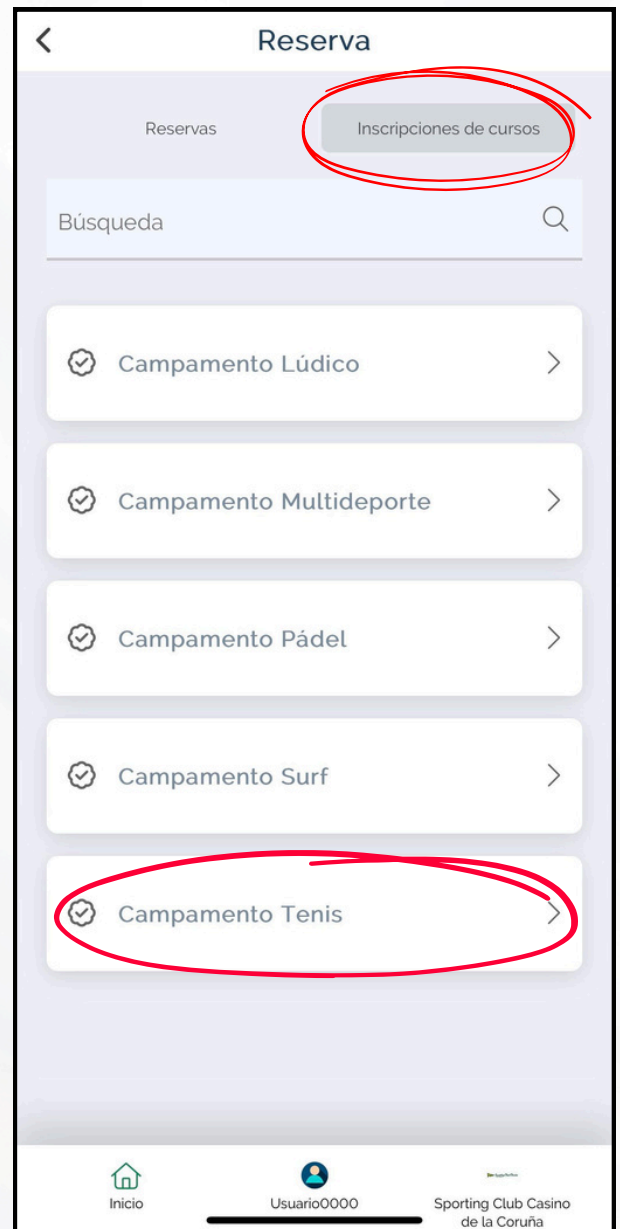 Reserva
Reservas
Inscripciones de cursos
Búsqueda
Campamento Lúdico
Campamento Multideporte
Campamento Pádel
Campamento Surf
Campamento Tenis
Inicio
Usuario0000
Sporting Club Casino
de la Coruña